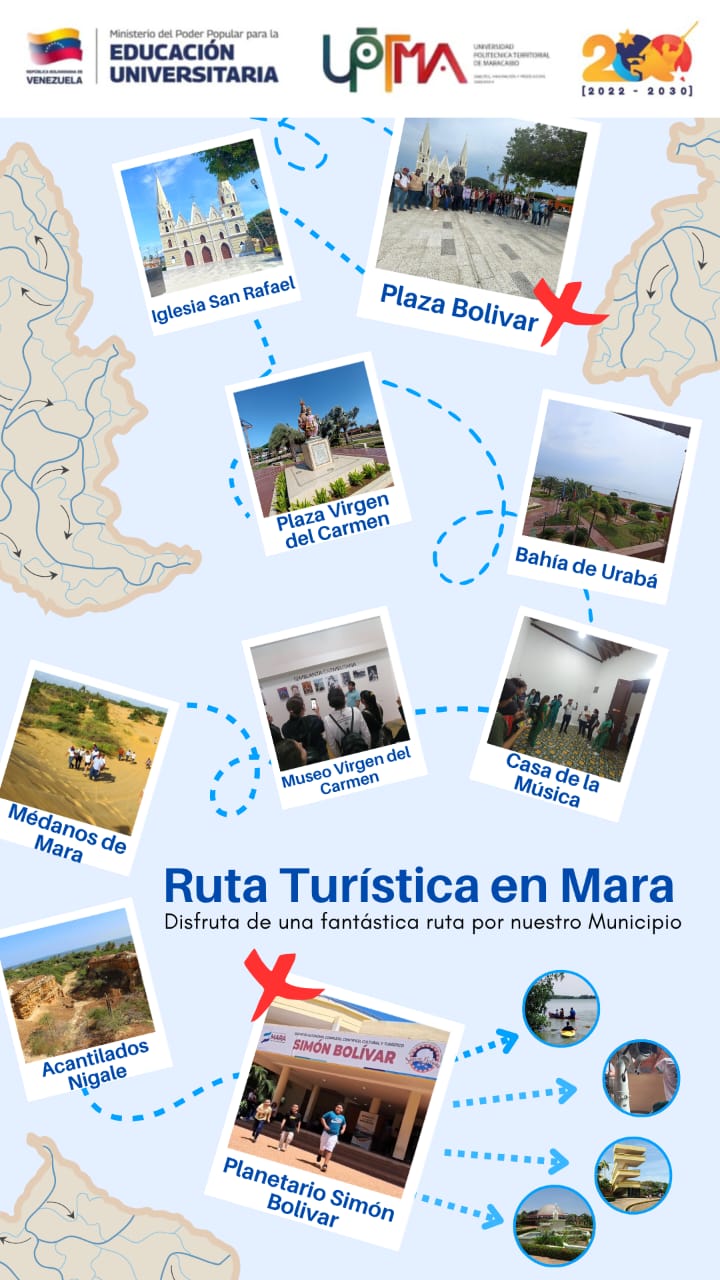 REPÚBLICA BOLIVARIANA DE
VENEZUELA
Ministerio del Poder Popular para la
EDUCACIÓN
UNIVERSITARIA
UPTMA
UNIVERSIDAD
POLITECNICA TERRITORIAL
DE MARACAIBO
200
[2022 - 2030]
Iglesia San Rafael
Plaza Bolivar
Plaza Virgen
del Carmen
Bahía de Urabá
Museo Virgen del
Carmen
Casa de la
Música
Médanos de
Mara
Ruta Turística en Mara
Disfruta de una fantástica ruta por nuestro Municipio
Acantilados
Nigale
MARA
SIMÓN BOLÍVAR
Planetario Simón
Bolivar